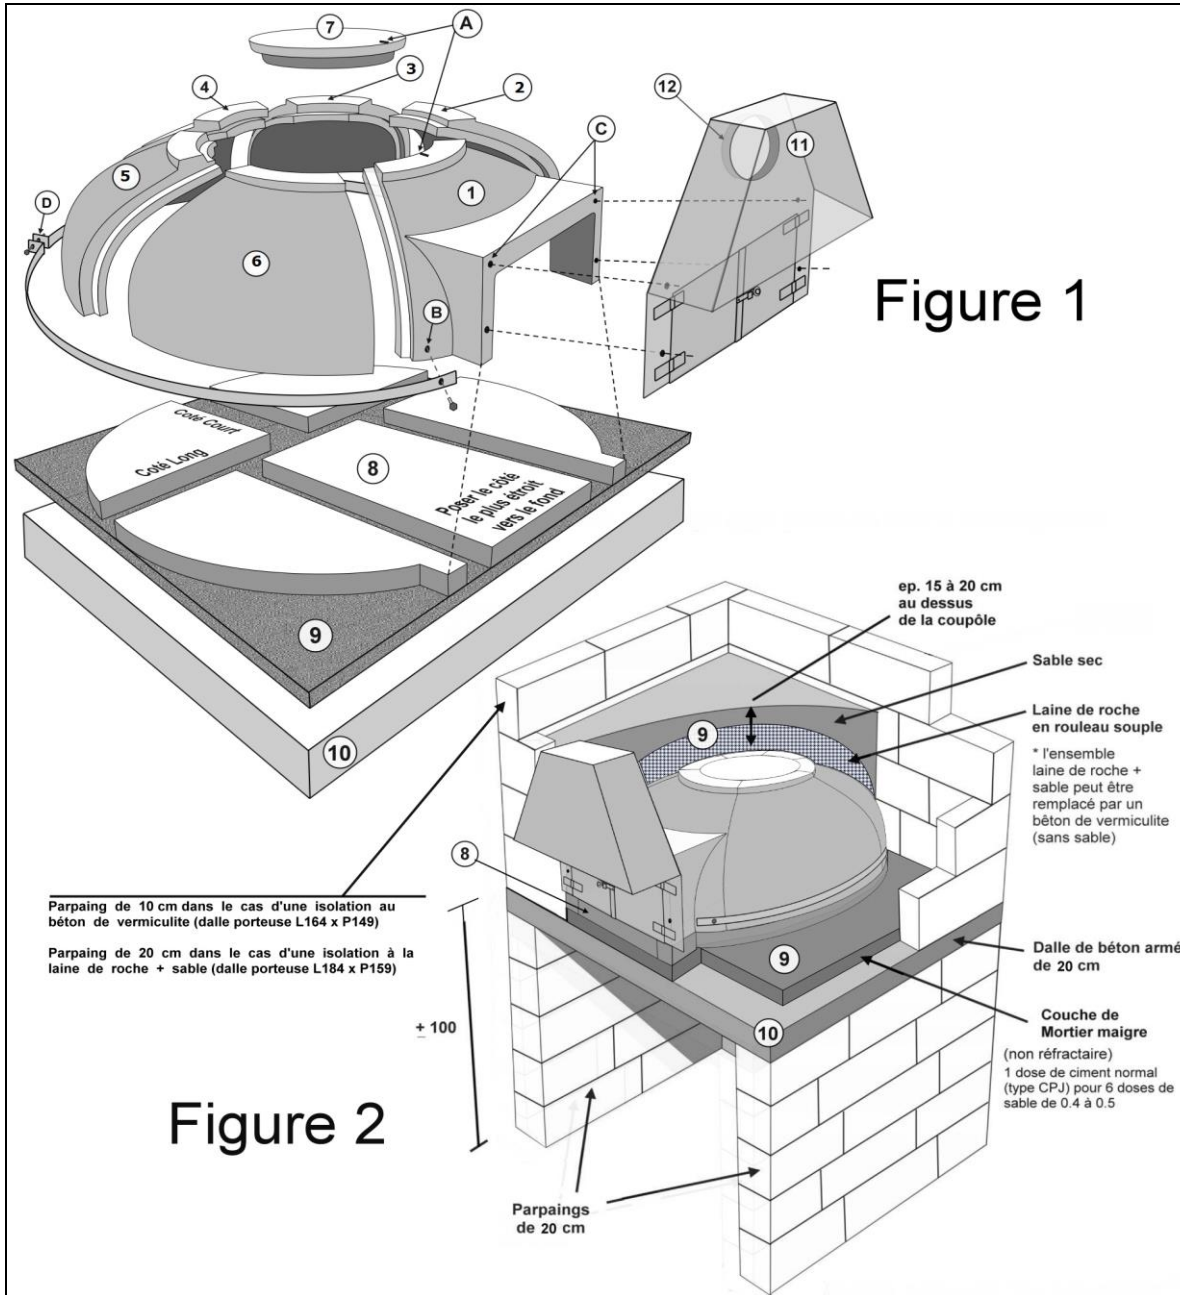 7
A
3
4
2
12
C
11
5
1
D
6
B
Figure 1
Coté Court
Coté Long
8
Poser le côté
le plus étroit
vers le fond
9
10
ep. 15 à 20 cm
au dessus
de la coupôle
Sable sec
Laine de roche
en rouleau souple
* l'ensemble
laine de roche +
sable peut être
remplacé par un
bêton de vermiculite
(sans sable)
9
8
Parpaing de 10 cm dans le cas d'une isolation au
béton de vermiculite (dalle porteuse L164 x P149)
Parpaing de 20 cm dans le cas d'une isolation à la
laine de roche + sable (dalle porteuse L184 x P159)
9
Dalle de béton armé
de 20 cm
± 100
10
Couche de
Mortier maigre
(non réfractaire)
1 dose de ciment normal
(type CPJ) pour 6 doses de
sable de 0.4 à 0.5
Figure 2
Parpaings
de 20 cm